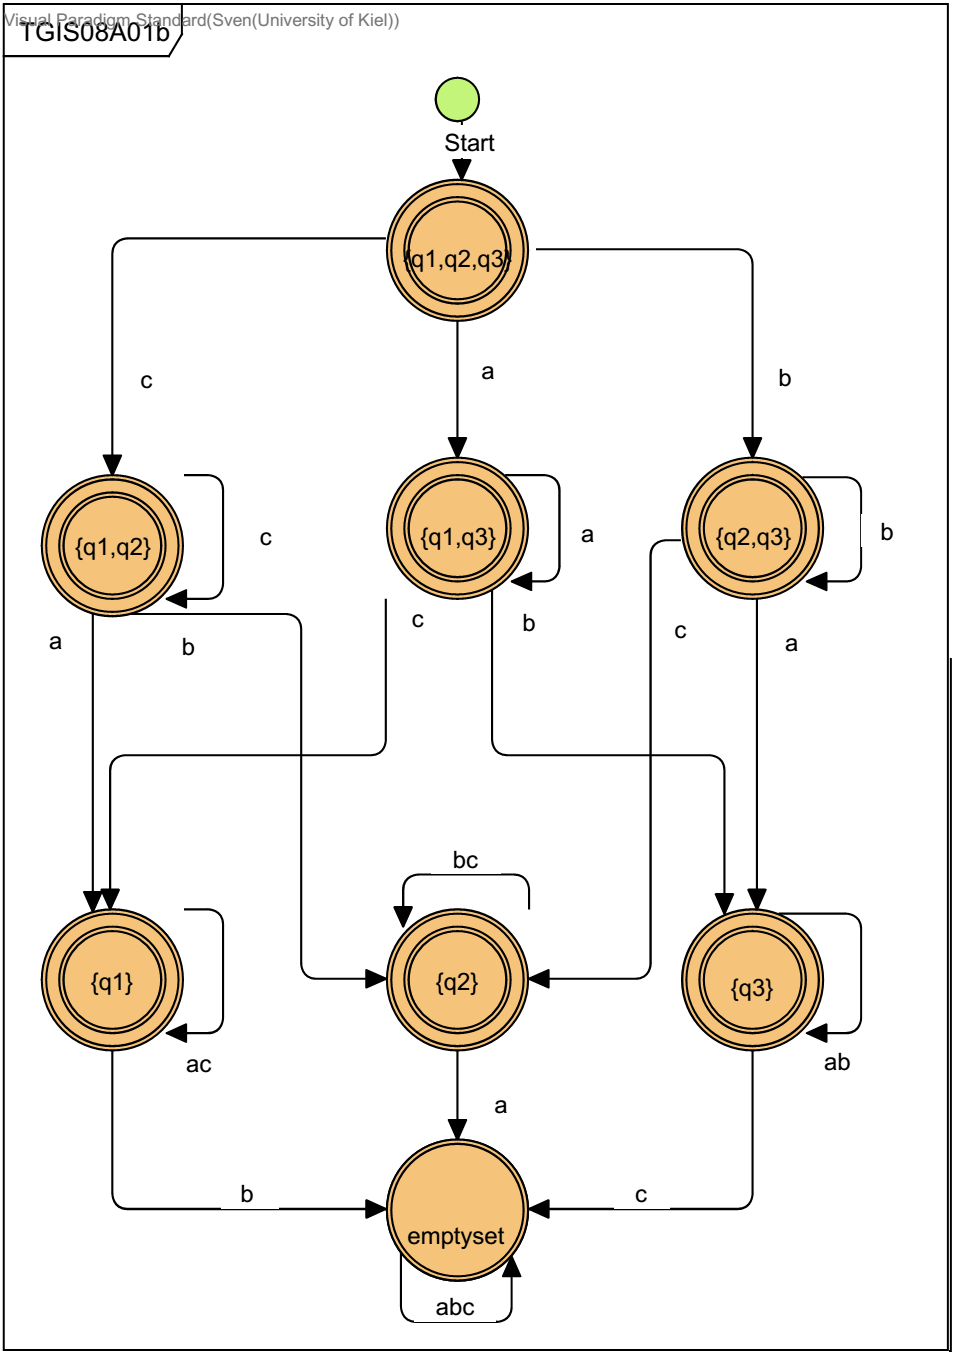 Visual Paradigm Standard(Sven(University of Kiel))
TGIS08A01b
Start
{q1,q2,q3}
c
a
b
{q1,q2}
c
{q1,q3}
a
{q2,q3}
b
a
b
c
b
c
a
bc
{q1}
ac
{q2}
{q3}
ab
a
b
c
emptyset
abc